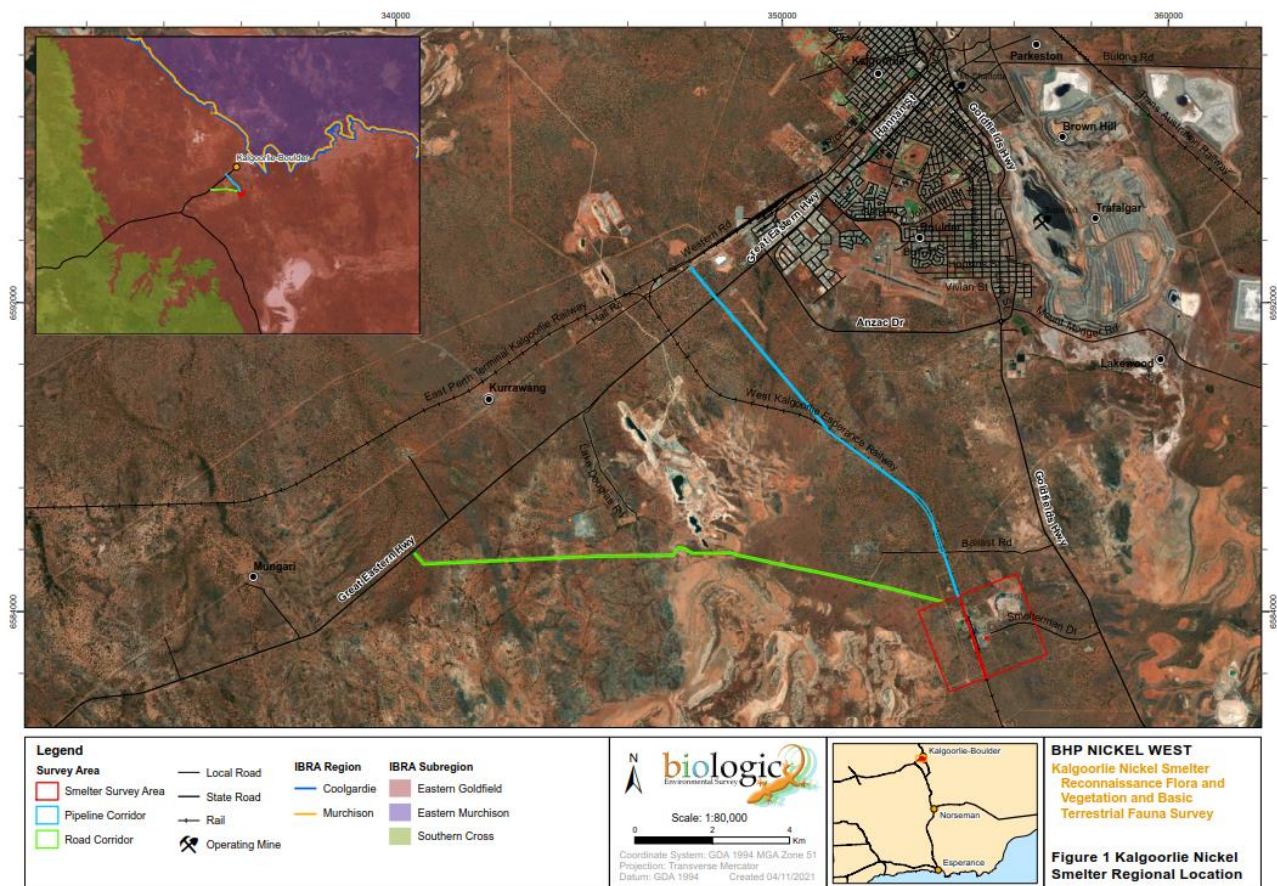 340000
350000
360000
6592000
6592000
6584000
6584000
Kalgoorlie-Boulder
Kalgoorlie
Parkeston
Bulong Rd
Trans Australian Railway
Hannan St
Goldfields Hwy
Brown Hill
Trafalgar
Boulder
Western Rd
Great Eastern Hwy
Vivian St
Anzac Dr
Mount Monger Rd
Lakewood
Hall Rd
East Perth Terminal Kalgoorlie Railway
Kurrawang
West Kalgoorlie Esperance Railway
Lake Douglas Rd
Goldfields Hwy
Ballast Rd
Great Eastern Hwy
Mungari
Smelterman Dr
Legend
Survey Area
Smelter Survey Area
Pipeline Corridor
Road Corridor
Local Road
State Road
Rail
Operating Mine
IBRA Region
Coolgardie
Murchison
IBRA Subregion
Eastern Goldfield
Eastern Murchison
Southern Cross
N
biologic
Environmental Survey
Scale: 1:80,000
0 2 4
Km
Coordinate System: GDA 1994 MGA Zone 51
Projection: Transverse Mercator
Datum: GDA 1994 Created 04/11/2021
Kalgoorlie-Boulder
Norseman
Esperance
BHP NICKEL WEST
Kalgoorlie Nickel Smelter
Reconnaissance Flora and
Vegetation and Basic
Terrestrial Fauna Survey
Figure 1 Kalgoorlie Nickel
Smelter Regional Location